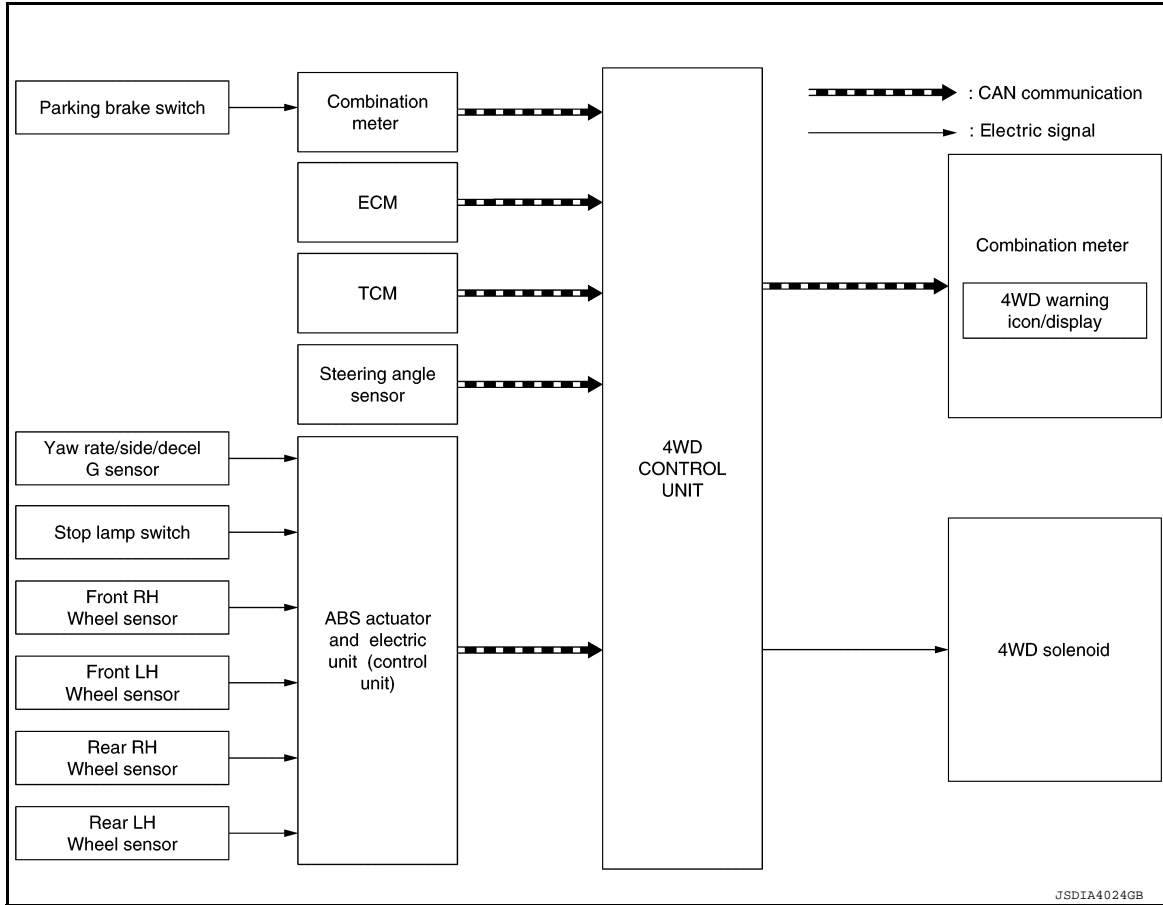 Parking brake switch
Combination
meter
: CAN communication
: Electric signal
ECM
TCM
Steering angle
sensor
Yaw rate/side/decel
G sensor
Stop lamp switch
Front RH
Wheel sensor
Front LH
Wheel sensor
Rear RH
Wheel sensor
Rear LH
Wheel sensor
ABS actuator
and electric
unit (control
unit)
4WD
CONTROL
UNIT
Combination meter
4WD warning
icon/display
4WD solenoid
JSDIA4024GB